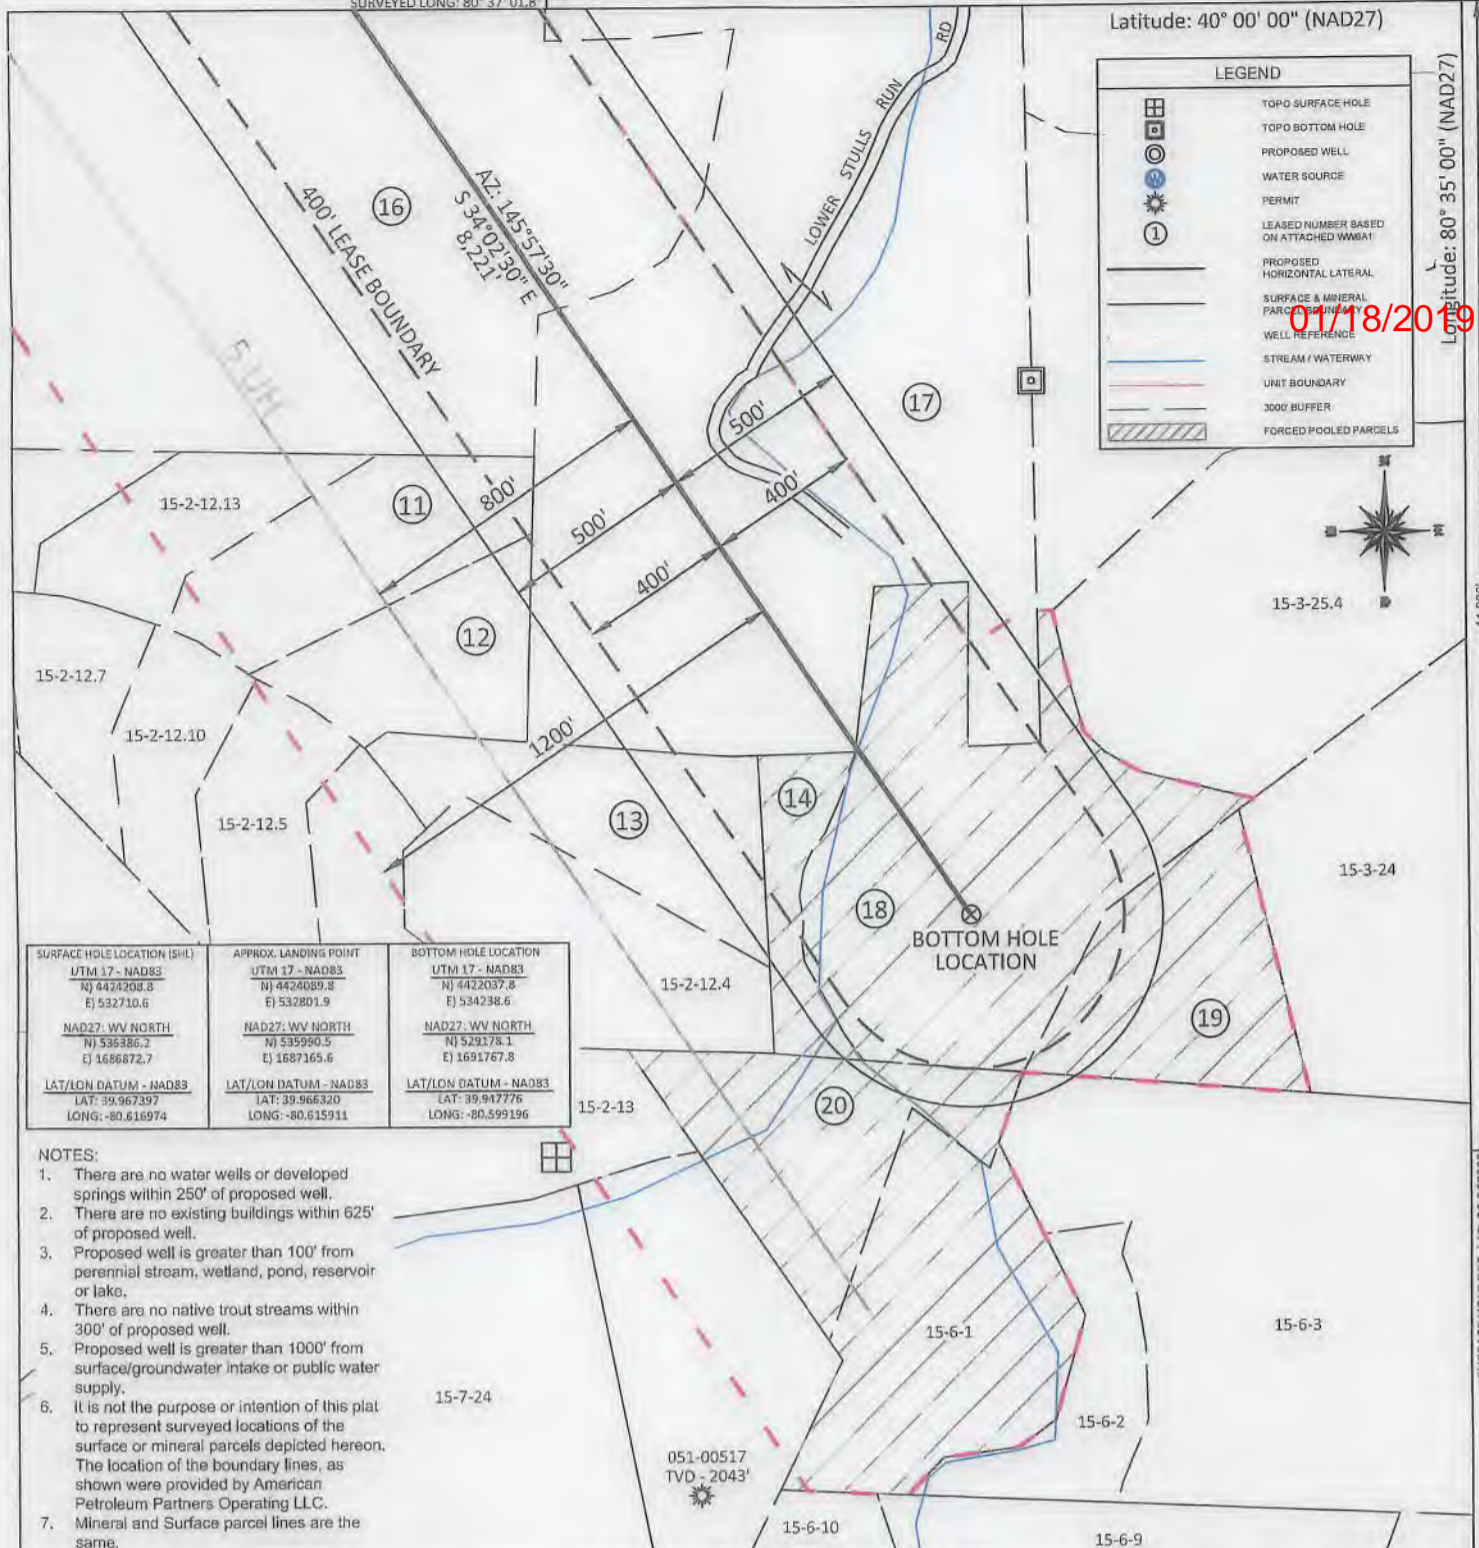 SURVEYED LONG: 80° 37' 01.8"
Latitude: 40° 00' 00" (NAD27)
Longitude: 80° 35' 00" (NAD27)
LEGEND
TOPO SURFACE HOLE
TOPO BOTTOM HOLE
PROPOSED WELL
W
WATER SOURCE
PERMIT
1
LEASED NUMBER BASED
ON ATTACHED WW6A1
PROPOSED
HORIZONTAL LATERAL
SURFACE & MINERAL
PARCEL BOUNDARY
01/18/2019
WELL REFERENCE
STREAM / WATERWAY
UNIT BOUNDARY
3000' BUFFER
FORCED POOLED PARCELS
LOWER STULLS RUN RD
16
400' LEASE BOUNDARY
AZ: 145°57'30"
S 34°02'30" E
8,221'
5 UH
17
500'
800'
400'
500'
400'
1200'
15-2-12.13
11
12
15-3-25.4
15-2-12.7
15-2-12.10
15-2-12.5
13
14
15-3-24
18
BOTTOM HOLE
LOCATION
15-2-12.4
19
SURFACE HOLE LOCATION (SHL)
UTM 17 - NAD83
N) 4424208.8
E) 532710.6
NAD27: WV NORTH
N) 536386.2
E) 1686872.7
LAT/LON DATUM - NAD83
LAT: 39.967397
LONG: -80.616974
APPROX. LANDING POINT
UTM 17 - NAD83
N) 4424089.8
E) 532801.9
NAD27: WV NORTH
N) 535990.5
E) 1687165.6
LAT/LON DATUM - NAD83
LAT: 39.966320
LONG: -80.615911
BOTTOM HOLE LOCATION
UTM 17 - NAD83
N) 4422037.8
E) 534238.6
NAD27: WV NORTH
N) 529178.1
E) 1691767.8
LAT/LON DATUM - NAD83
LAT: 39.947776
LONG: -80.599196
15-2-13
20
NOTES:
1. There are no water wells or developed
springs within 250' of proposed well.
2. There are no existing buildings within 625'
of proposed well.
3. Proposed well is greater than 100' from
perennial stream, wetland, pond, reservoir
or lake.
4. There are no native trout streams within
300' of proposed well.
5. Proposed well is greater than 1000' from
surface/groundwater intake or public water
supply.
6. It is not the purpose or intention of this plat
to represent surveyed locations of the
surface or mineral parcels depicted hereon.
The location of the boundary lines, as
shown were provided by American
Petroleum Partners Operating LLC.
7. Mineral and Surface parcel lines are the
same.
15-6-1
15-6-3
15-7-24
15-6-2
051-00517
TVD - 2043'
15-6-10
15-6-9